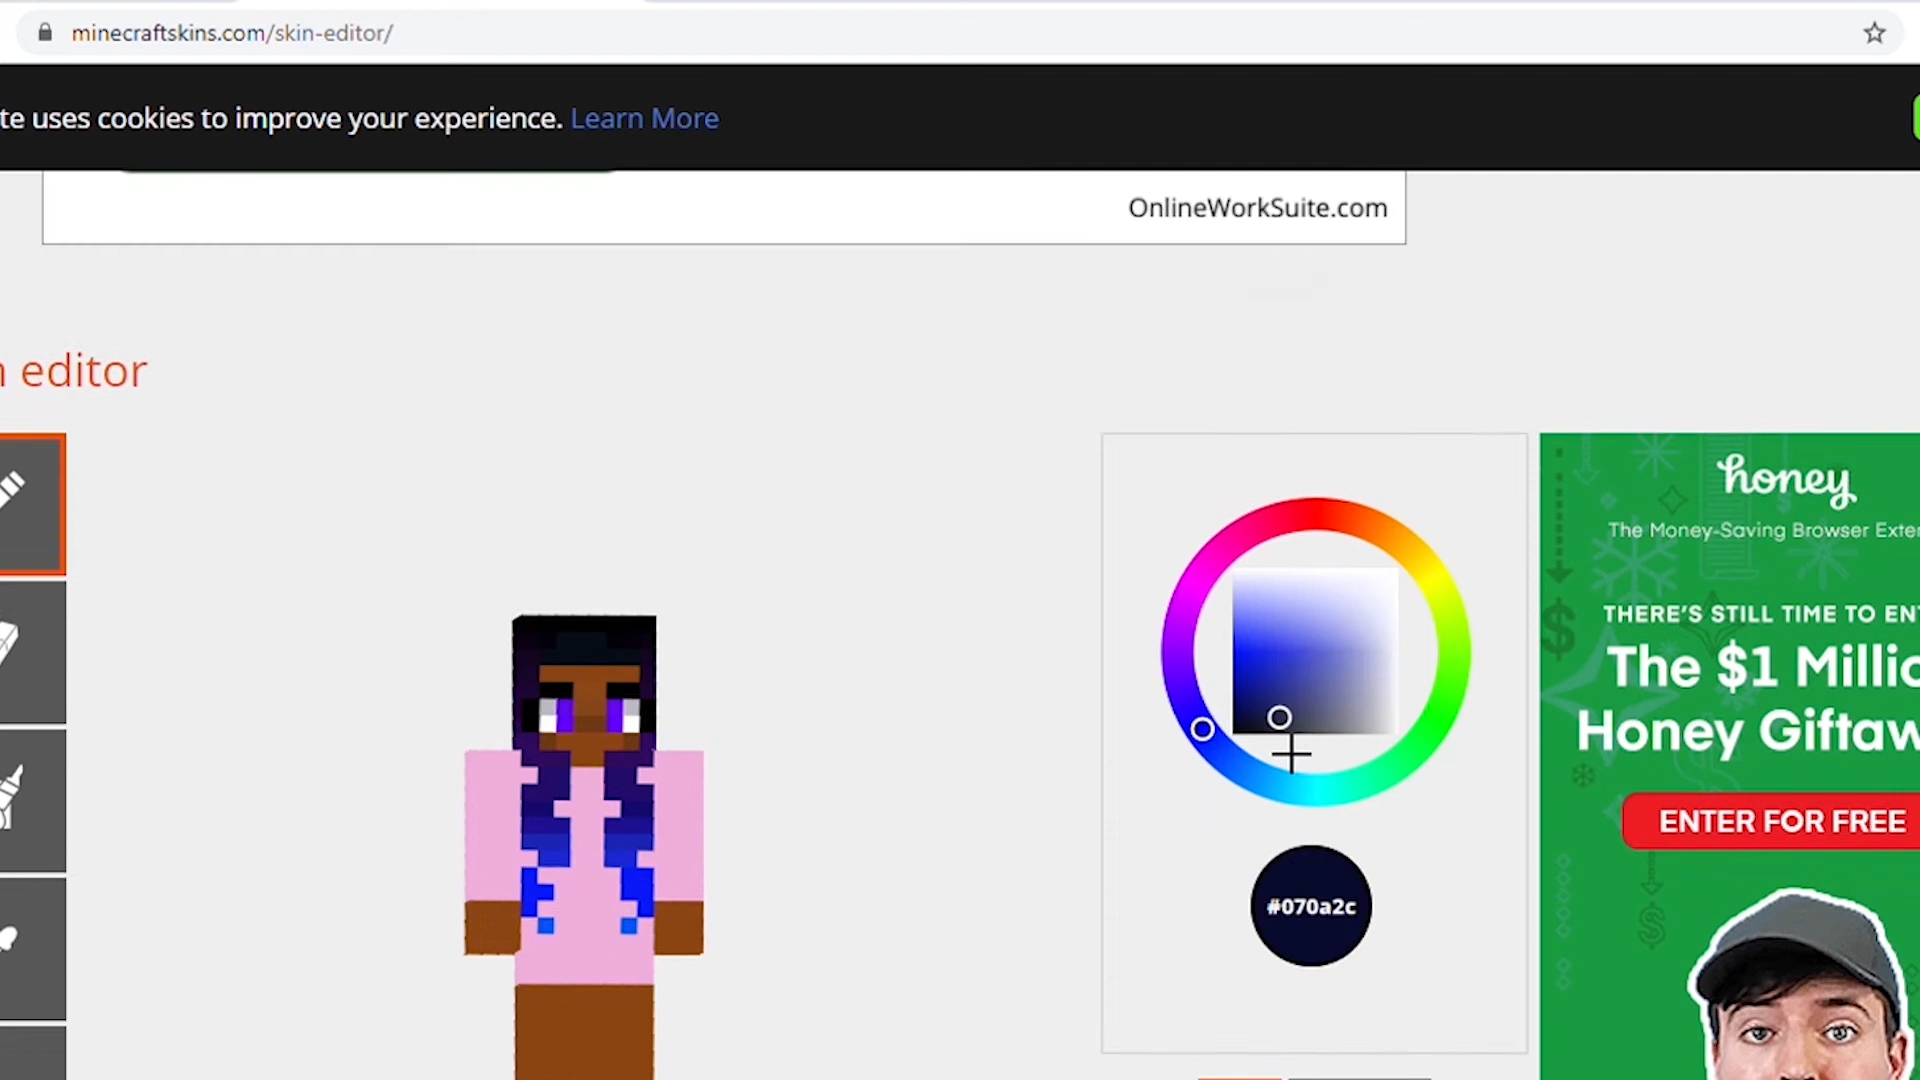 minecraftskins.com/skin-editor/
te uses cookies to improve your experience. Learn More
OnlineWorkSuite.com
n editor
honey
The Money-Saving Browser Exte
THERE'S STILL TIME TO EN
The $1 Millio
Honey Giftaw
ENTER FOR FREE
#070a2c